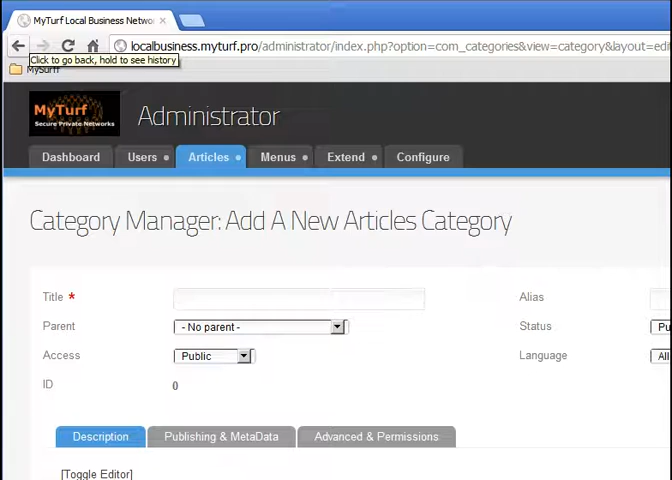 MyTurf Local Business Netwo
localbusiness.myturf.pro/administrator/index.php?option=com_categories&view=category&layout=edi
Click to go back, hold to see history
MyTurf
Secure Private Networks
Administrator
Dashboard Users Articles Menus Extend Configure
Category Manager: Add A New Articles Category
Title * Alias
Parent - No parent - Status Pu
Access Public Language All
ID 0
Description Publishing & MetaData Advanced & Permissions
[Toggle Editor]